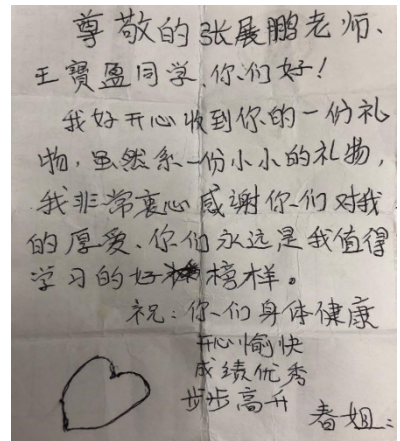 尊敬的张展鹏老师、
王寳盈同学,你们好!
我好开心收到你的一份礼
物,虽然系一份小小的礼物,
我非常衷心感谢你们对我
的厚爱、你们永远是我值得
学习的好榜样。
祝:你们身体健康
开心愉快
成绩优秀
步步高升
春姐